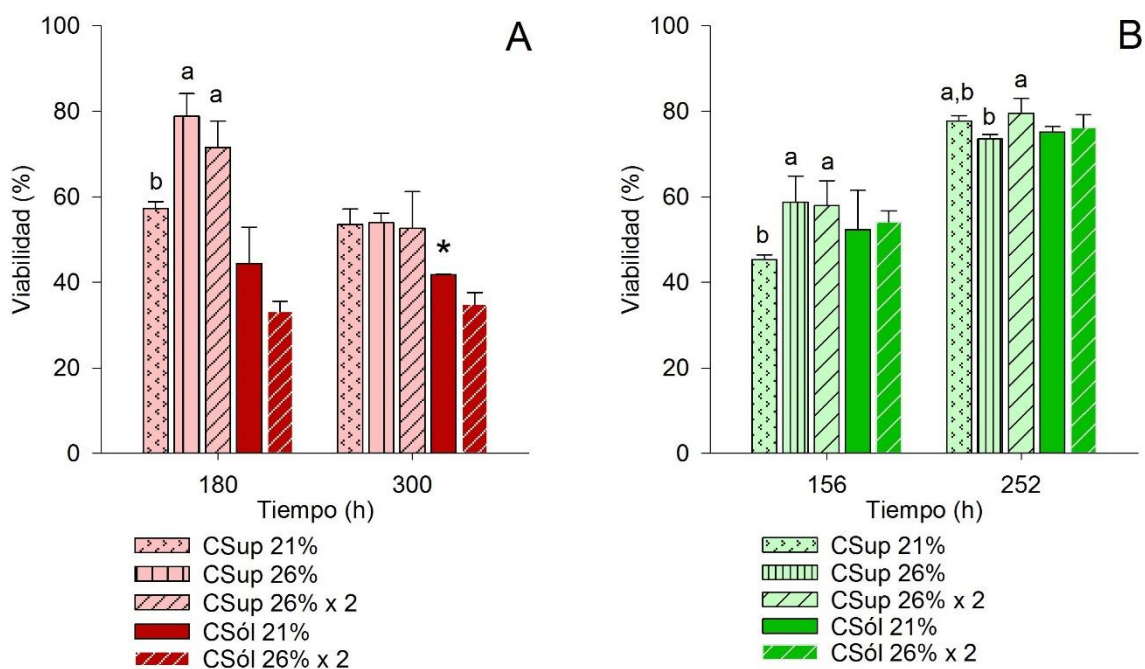 A
Viabilidad (%)
100
80
60
40
20
0
b
a
a
*
180
300
Tiempo (h)
CSup 21%
CSup 26%
CSup 26% x 2
CSól 21%
CSól 26% x 2
B
Viabilidad (%)
100
80
60
40
20
0
b
a
a
a,b
b
a
156
252
Tiempo (h)
CSup 21%
CSup 26%
CSup 26% x 2
CSól 21%
CSól 26% x 2